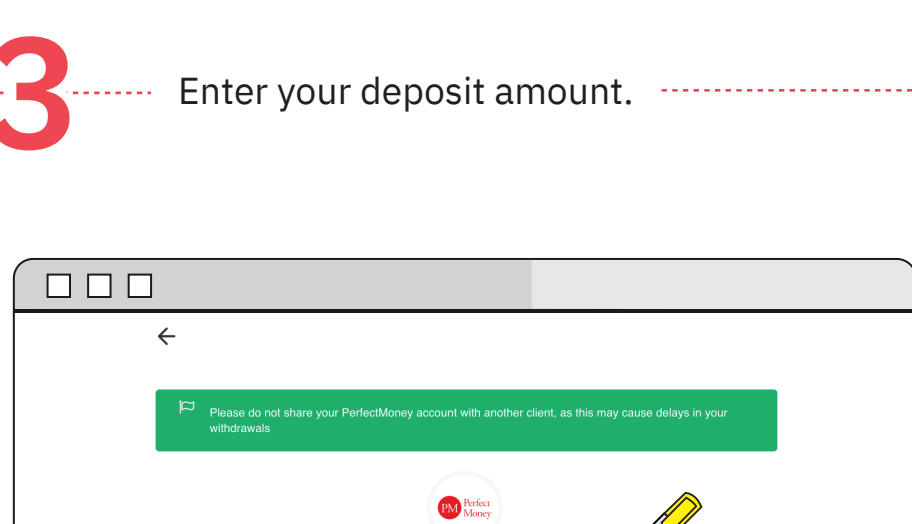 3
Enter your deposit amount.
Please do not share your PerfectMoney account with another client, as this may cause delays in your
withdrawals
PM Perfect
Money